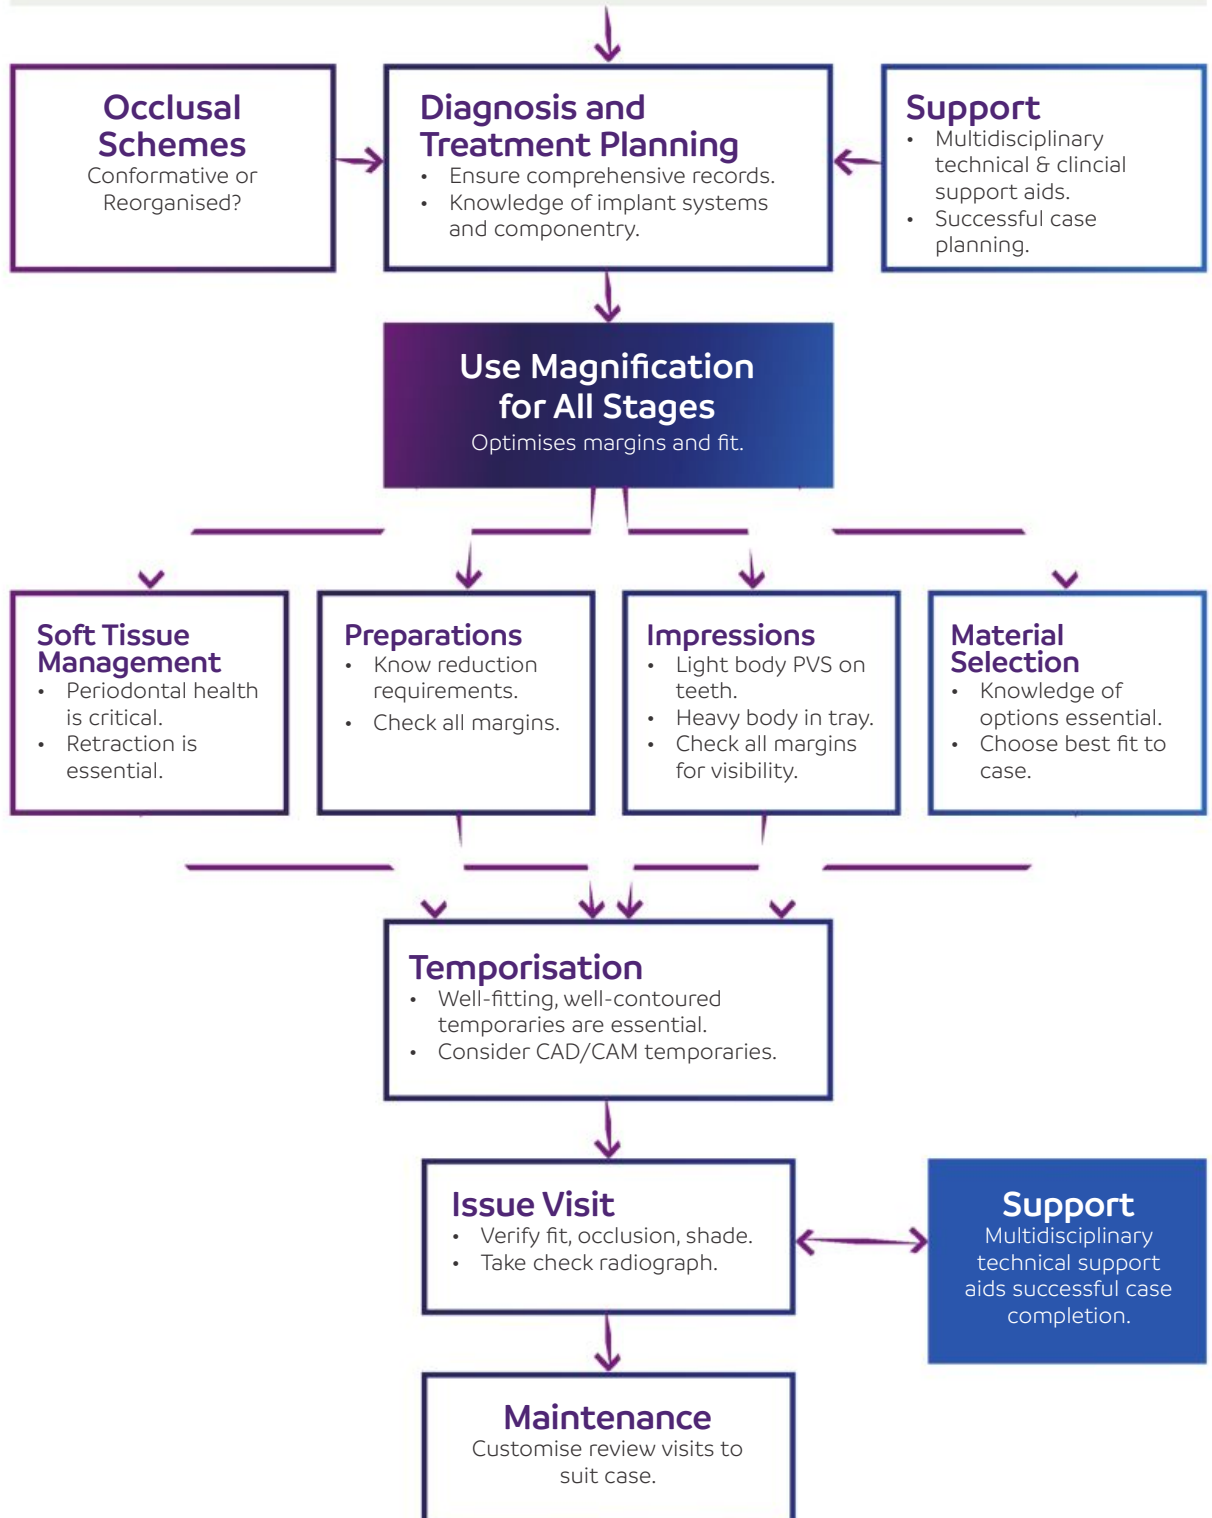 Occlusal
Schemes
Conformative or
Reorganised?
Diagnosis and
Treatment Planning
• Ensure comprehensive records.
• Knowledge of implant systems
and componentry.
Support
• Multidisciplinary
technical & clincial
support aids.
• Successful case
planning.
Use Magnification
for All Stages
Optimises margins and fit.
Soft Tissue
Management
• Periodontal health
is critical.
• Retraction is
essential.
Preparations
• Know reduction
requirements.
• Check all margins.
Impressions
• Light body PVS on
teeth.
• Heavy body in tray.
• Check all margins
for visibility.
Material
Selection
• Knowledge of
options essential.
• Choose best fit to
case.
Temporisation
• Well-fitting, well-contoured
temporaries are essential.
• Consider CAD/CAM temporaries.
Issue Visit
• Verify fit, occlusion, shade.
• Take check radiograph.
Support
Multidisciplinary
technical support
aids successful case
completion.
Maintenance
Customise review visits to
suit case.